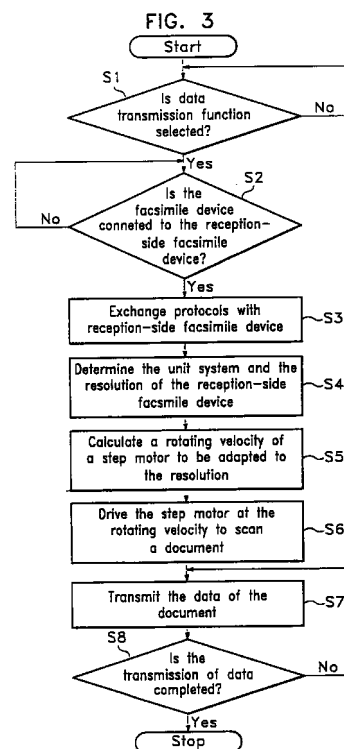 FIG. 3
Start
S1
Is data
transmission function
selected?
No
Yes
S2
Is the
facsimile device
conneted to the reception-
side facsimile
device?
No
Yes
Exchange protocols with
reception-side facsimile device
S3
Determine the unit system and the
resolution of the reception-side
facsmile device
S4
Calculate a rotating velocity of
a step motor to be adapted to
the resolution
S5
Drive the step motor at the
rotating velocity to scan
a document
S6
Transmit the data of the
document
S7
S8
Is the
transmission of data
completed?
No
Yes
Stop